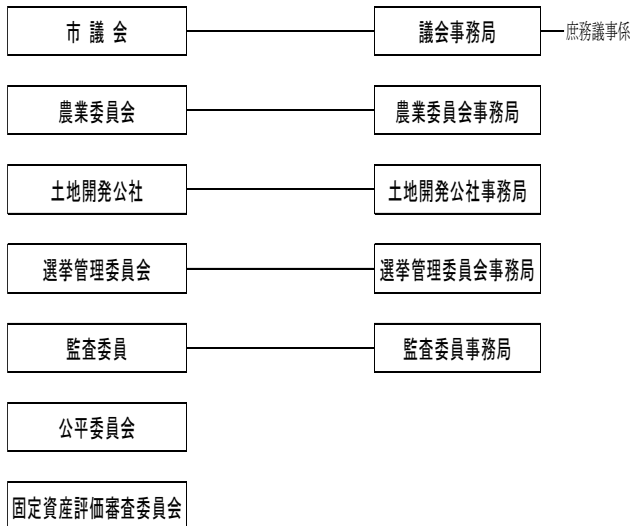 市議会 議会事務局 庶務議事係
農業委員会 農業委員会事務局
土地開発公社 土地開発公社事務局
選挙管理委員会 選挙管理委員会事務局
監査委員 監査委員事務局
公平委員会
固定資産評価審査委員会